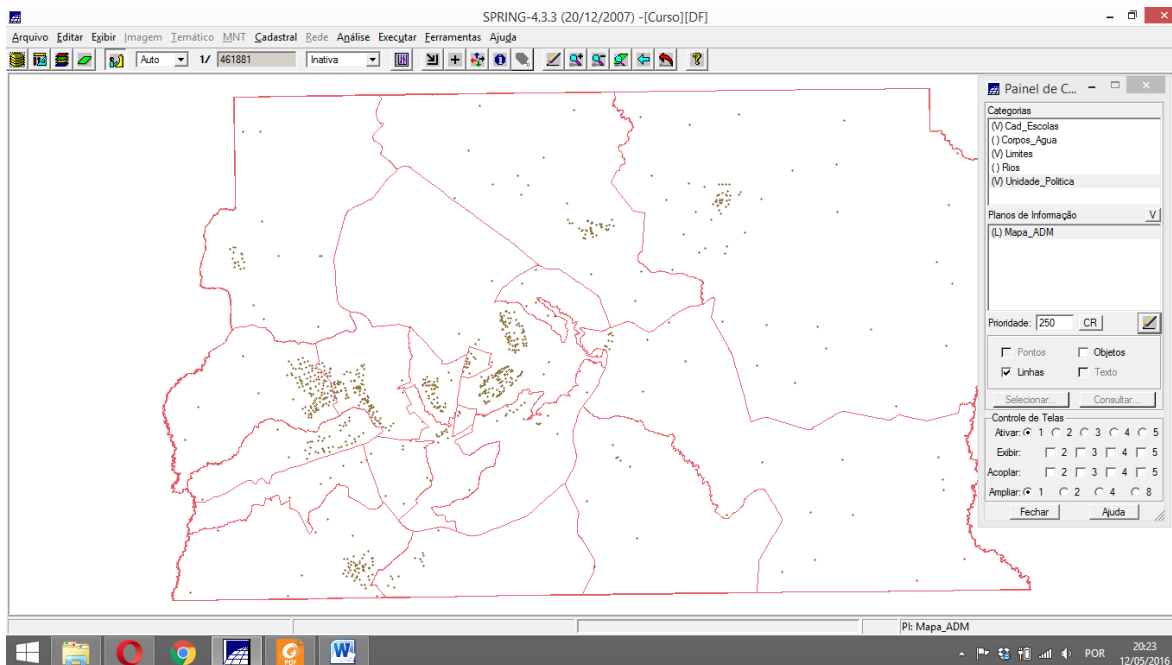 SPRING-4.3.3 (20/12/2007) -[Curso][DF]
Arquivo Editar Exibir Imagem Temático MNT Cadastral Rede Análise Executar Ferramentas Ajuda
Auto 1/ 461881 Inativa
Painel de C...
Categorias
(V) Cad_Escolas
( ) Corpos_Agua
(V) Limites
( ) Rios
(V) Unidade_Politica
Planos de Informação V
(L) Mapa_ADM
Prioridade: 250 CR
Pontos Objetos
Linhas Texto
Selecionar... Consultar...
Controle de Telas
Ativar: 1 2 3 4 5
Exibir: 2 3 4 5
Acoplar: 2 3 4 5
Ampliar: 1 2 4 8
Fechar Ajuda
PI: Mapa_ADM
G
PDF
W
POR
20:23
12/05/2016